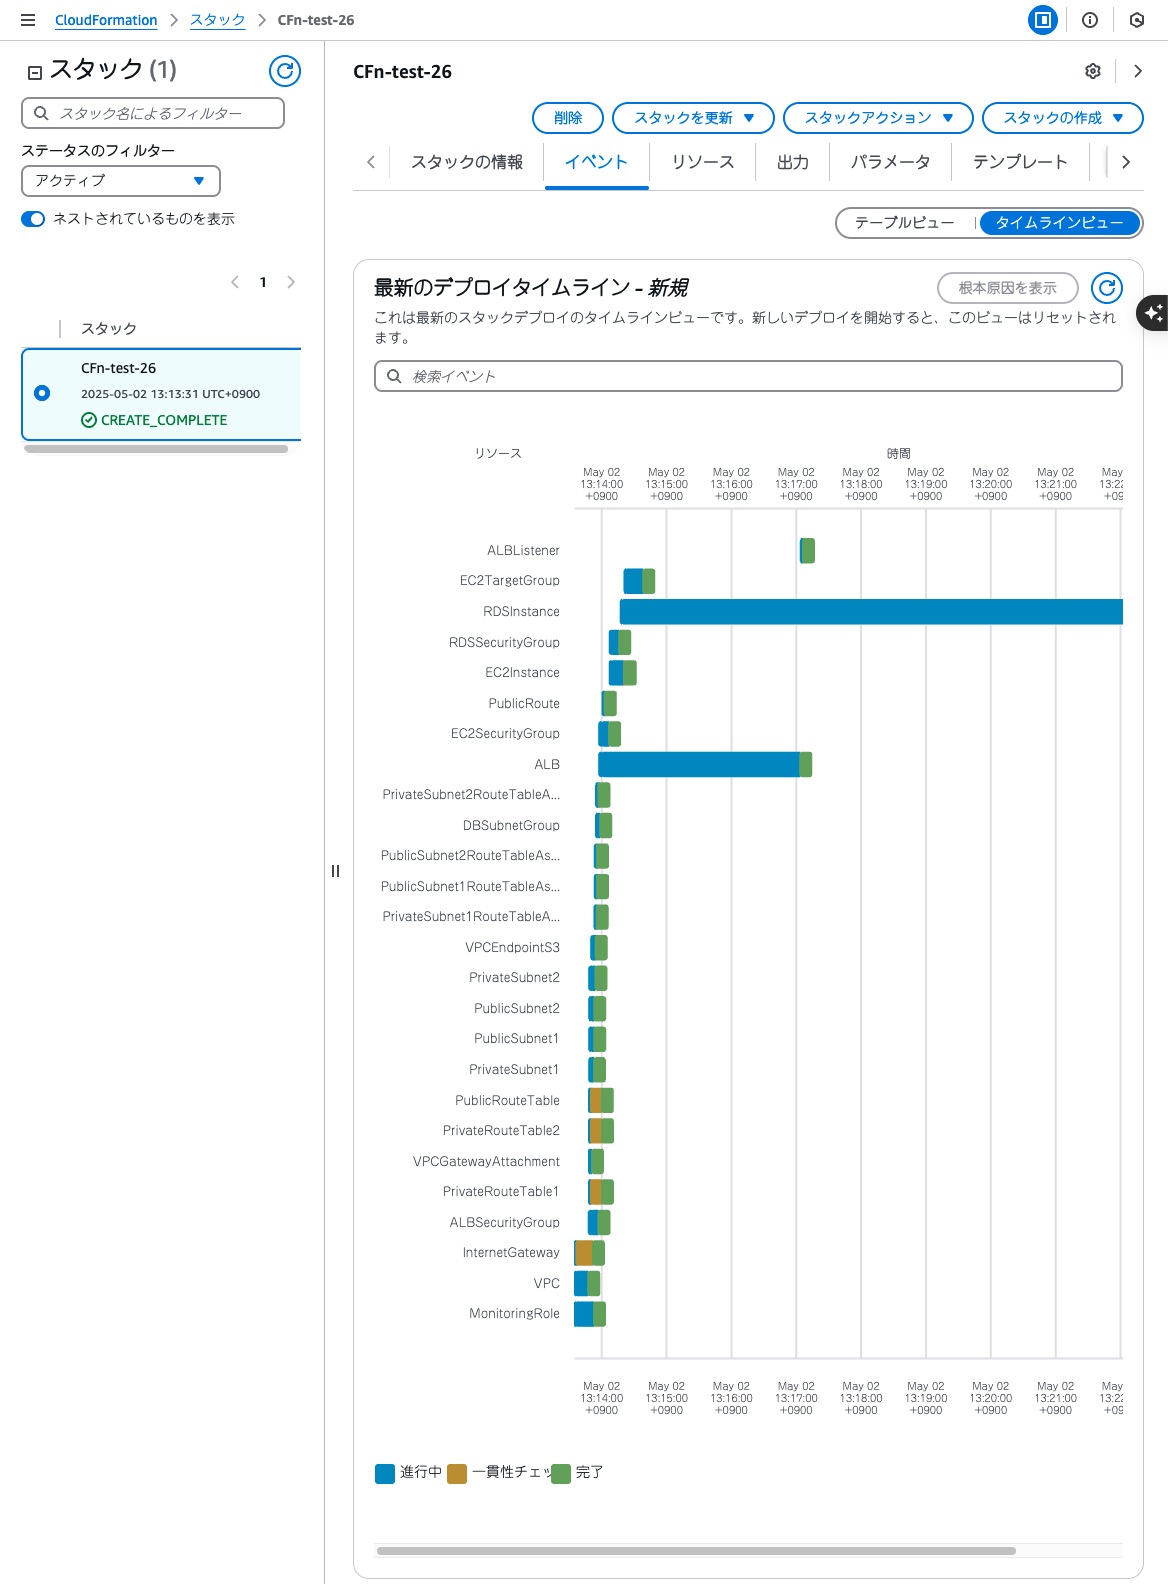 CloudFormation > スタック > CFn-test-26
スタック (1)
スタック名によるフィルター
ステータスのフィルター
アクティブ
ネストされているものを表示
1
スタック
CFn-test-26
2025-05-02 13:13:31 UTC+0900
CREATE_COMPLETE
CFn-test-26
削除 スタックを更新 スタックアクション スタックの作成
スタックの情報 イベント リソース 出力 パラメータ テンプレート
テーブルビュー タイムラインビュー
最新のデプロイタイムライン - 新規
根本原因を表示
これは最新のスタックデプロイのタイムラインビューです。新しいデプロイを開始すると、このビューはリセットされ
ます。
検索イベント
リソース 時間
May 02 May 02 May 02 May 02 May 02 May 02 May 02 May 02 May
13:14:00 13:15:00 13:16:00 13:17:00 13:18:00 13:19:00 13:20:00 13:21:00 13:22
+0900 +0900 +0900 +0900 +0900 +0900 +0900 +0900 +09
ALBListener
EC2TargetGroup
RDSInstance
RDSSecurityGroup
EC2Instance
PublicRoute
EC2SecurityGroup
ALB
PrivateSubnet2RouteTableA...
DBSubnetGroup
PublicSubnet2RouteTableAs...
PublicSubnet1RouteTableAs...
PrivateSubnet1RouteTableA...
VPCEndpointS3
PrivateSubnet2
PublicSubnet2
PublicSubnet1
PrivateSubnet1
PublicRouteTable
PrivateRouteTable2
VPCGatewayAttachment
PrivateRouteTable1
ALBSecurityGroup
InternetGateway
VPC
MonitoringRole
May 02 May 02 May 02 May 02 May 02 May 02 May 02 May 02 May
13:14:00 13:15:00 13:16:00 13:17:00 13:18:00 13:19:00 13:20:00 13:21:00 13:22
+0900 +0900 +0900 +0900 +0900 +0900 +0900 +0900 +09
進行中 一貫性チェッ 完了